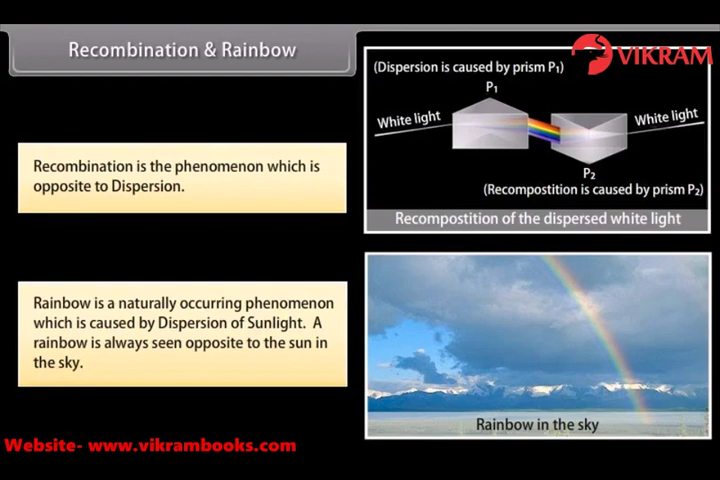 Recombination & Rainbow
VIKRAM
(Dispersion is caused by prism P₁)
P₁
White light
White light
P₂
(Recompostition is caused by prism P₂)
Recompostition of the dispersed white light
Recombination is the phenomenon which is
opposite to Dispersion.
Rainbow is a naturally occurring phenomenon
which is caused by Dispersion of Sunlight. A
rainbow is always seen opposite to the sun in
the sky.
Rainbow in the sky
Website- www.vikrambooks.com